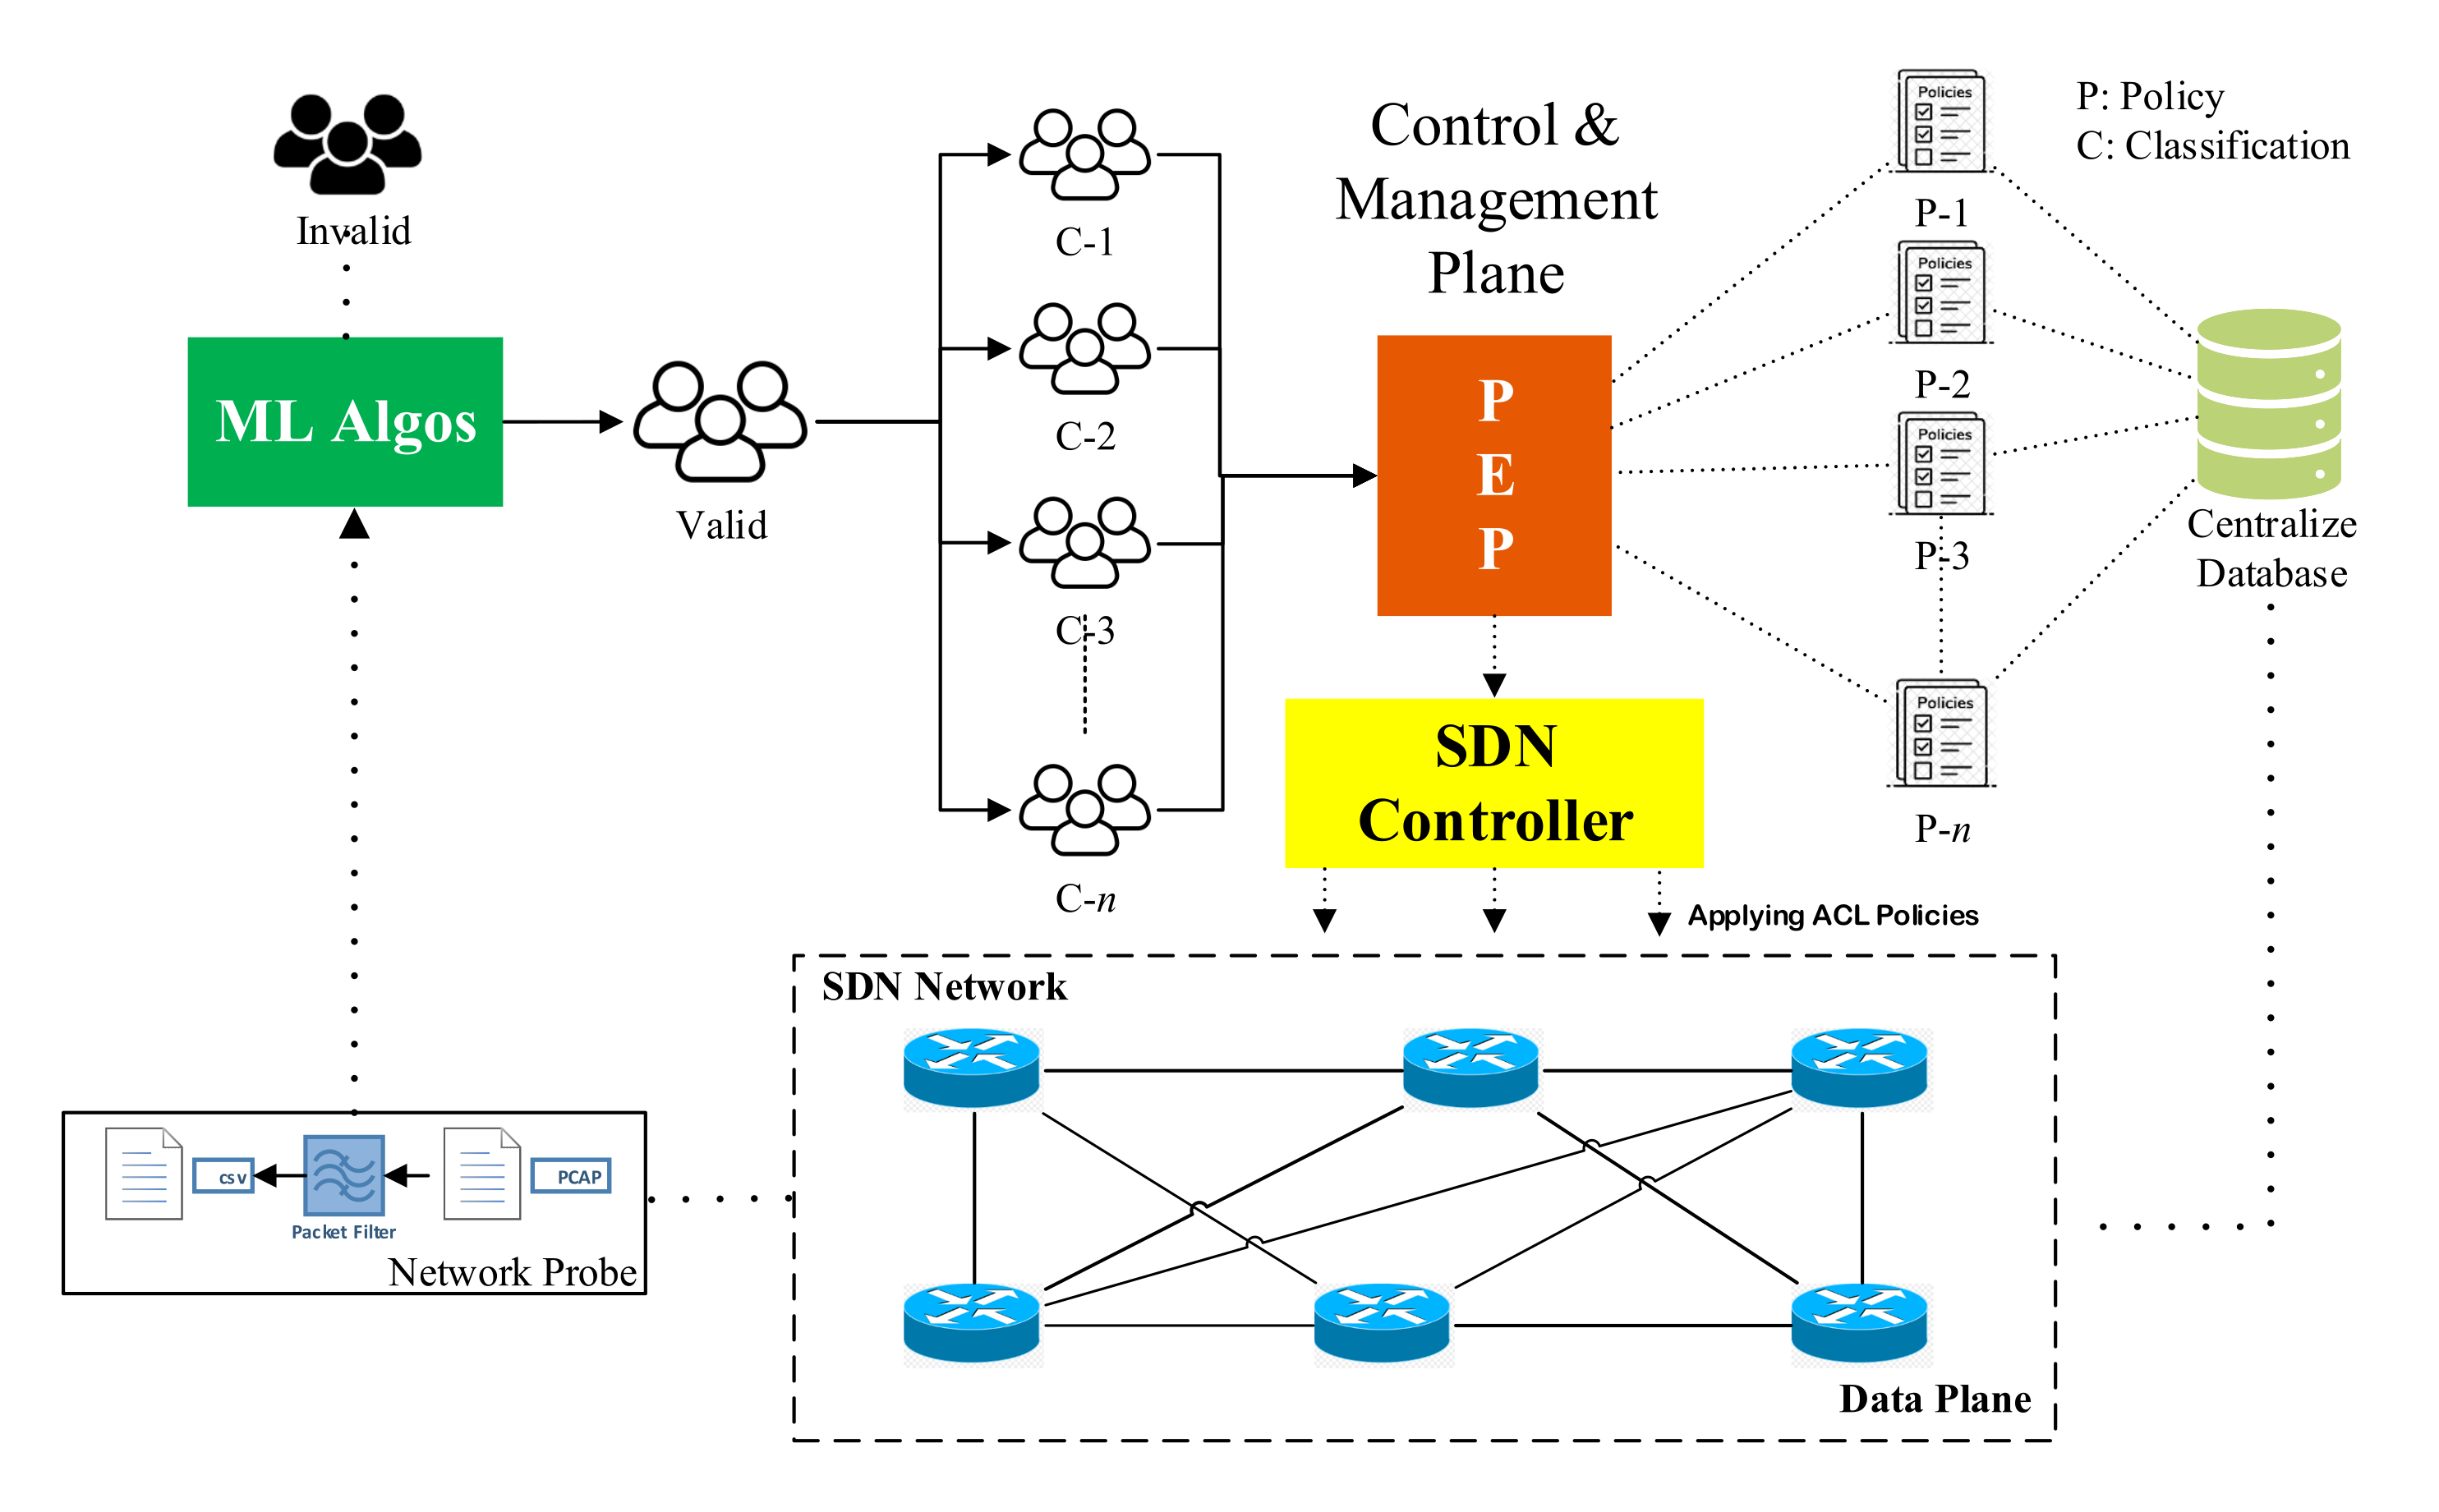 Invalid
ML Algos
Valid
C-1
C-2
C-3
C-n
Control &
Management
Plane
P
E
P
SDN
Controller
Applying ACL Policies
Policies
P-1
Policies
P-2
Policies
P-3
Policies
P-n
P: Policy
C: Classification
Centralize
Database
SDN Network
Data Plane
csv
Packet Filter
PCAP
Network Probe